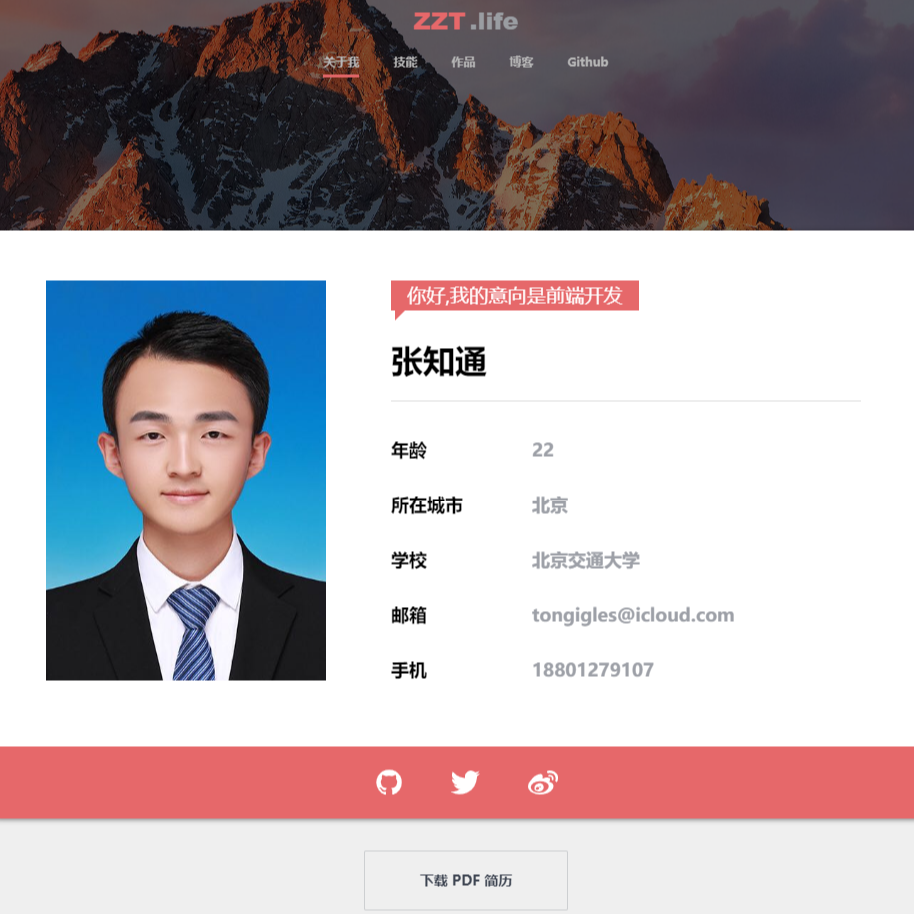 ZZT .life
关于我 技能 作品 博客 Github
你好,我的意向是前端开发
张知通
年龄 22
所在城市 北京
学校 北京交通大学
邮箱 tongigles@icloud.com
手机 18801279107
下载 PDF 简历